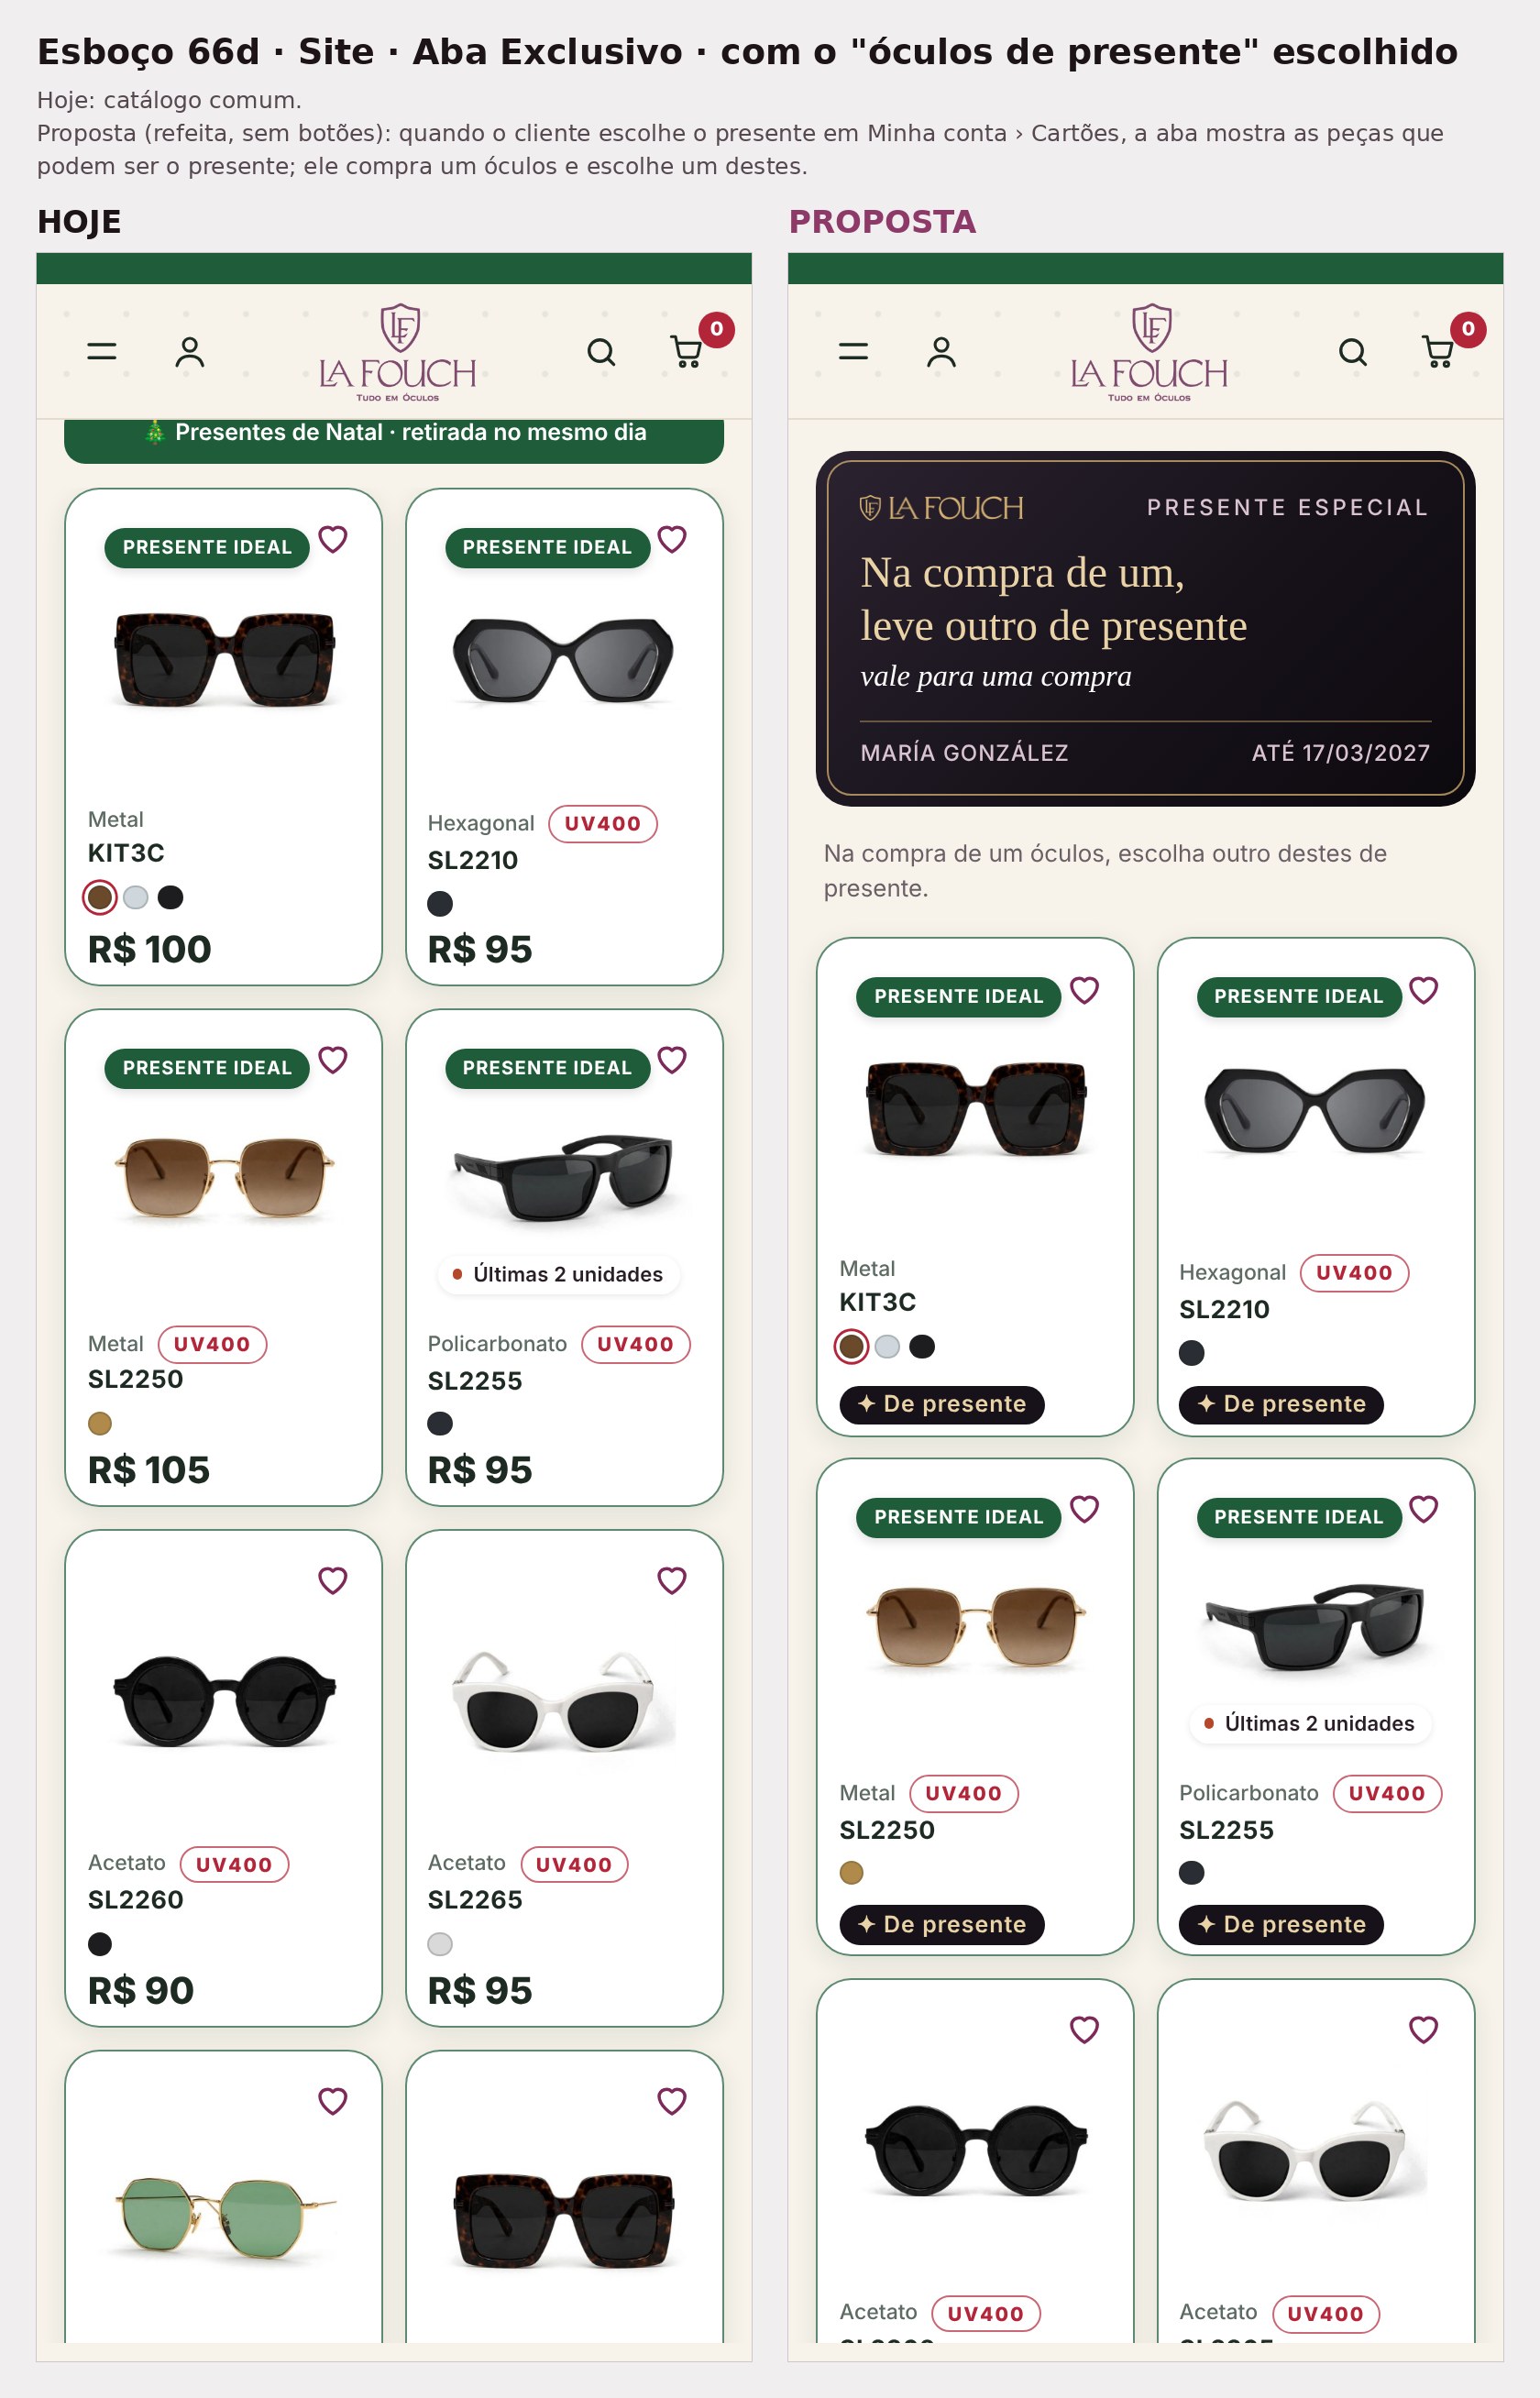 Esboço 66d · Site · Aba Exclusivo · com o "óculos de presente" escolhido
Hoje: catálogo comum.
Proposta (refeita, sem botões): quando o cliente escolhe o presente em Minha conta › Cartões, a aba mostra as peças que
podem ser o presente; ele compra um óculos e escolhe um destes.
HOJE
LF
LA FOUCH
TUDO EM ÓCULOS
0
🎄 Presentes de Natal · retirada no mesmo dia
PRESENTE IDEAL
PRESENTE IDEAL
Metal
Hexagonal UV400
KIT3C
SL2210
R$ 100
R$ 95
PRESENTE IDEAL
PRESENTE IDEAL
Últimas 2 unidades
Metal UV400
Policarbonato UV400
SL2250
SL2255
R$ 105
R$ 95
Acetato UV400
Acetato UV400
SL2260
SL2265
R$ 90
R$ 95
PROPOSTA
LF
LA FOUCH
TUDO EM ÓCULOS
0
LF LA FOUCH
PRESENTE ESPECIAL
Na compra de um,
leve outro de presente
vale para uma compra
MARÍA GONZÁLEZ
ATÉ 17/03/2027
Na compra de um óculos, escolha outro destes de
presente.
PRESENTE IDEAL
PRESENTE IDEAL
Metal
Hexagonal UV400
KIT3C
SL2210
✦ De presente
✦ De presente
PRESENTE IDEAL
PRESENTE IDEAL
Últimas 2 unidades
Metal UV400
Policarbonato UV400
SL2250
SL2255
✦ De presente
✦ De presente
Acetato UV400
Acetato UV400